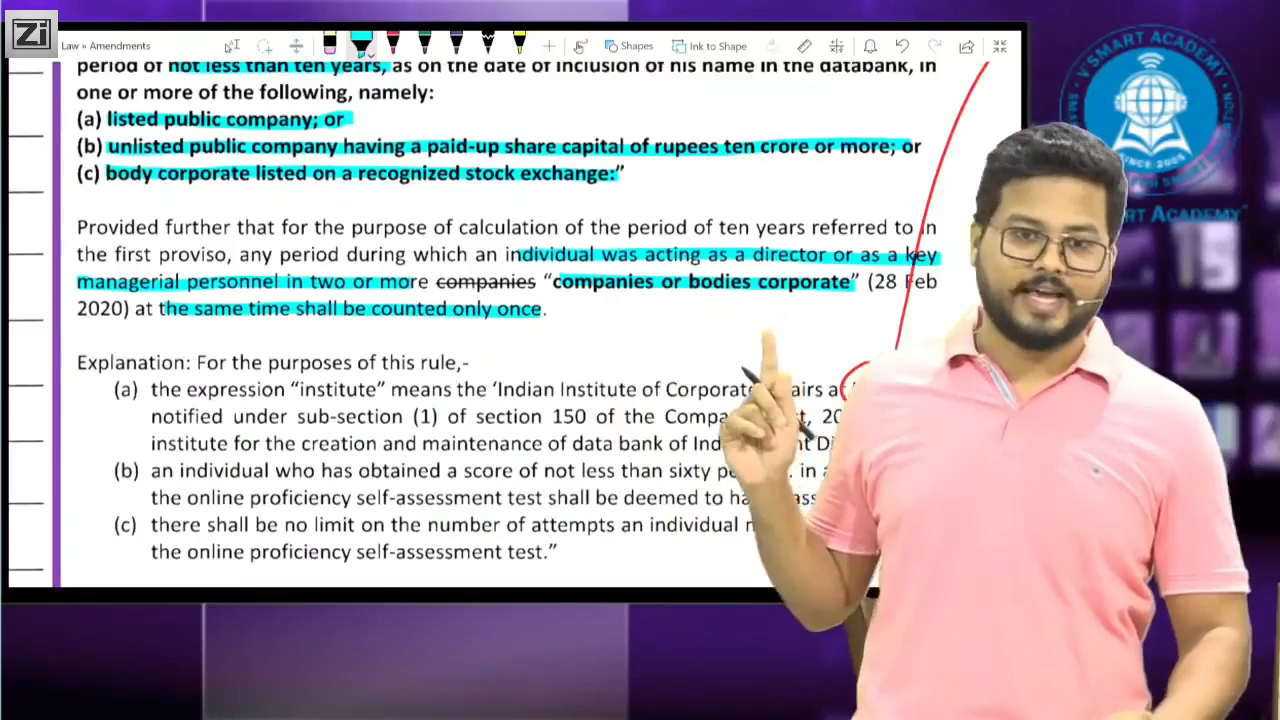 Zi
Law » Amendments
Shapes
Ink to Shape
period of not less than ten years, as on the date of inclusion of his name in the databank, in
one or more of the following, namely:
(a) listed public company; or
(b) unlisted public company having a paid-up share capital of rupees ten crore or more; or
(c) body corporate listed on a recognized stock exchange:”
Provided further that for the purpose of calculation of the period of ten years referred to in
the first proviso, any period during which an individual was acting as a director or as a key
managerial personnel in two or more companies “companies or bodies corporate” (28 Feb
2020) at the same time shall be counted only once.
Explanation: For the purposes of this rule,-
(a) the expression “institute” means the ‘Indian Institute of Corporate
notified under sub-section (1) of section 150 of the
institute for the creation and maintenance of data bank of
(b) an individual who has obtained a score of not less than sixty
the online proficiency self-assessment test shall be deemed to
(c) there shall be no limit on the number of attempts an individual
the online proficiency self-assessment test.”
V'SMART ACADEMY
SINCE 2005
ACADEMY